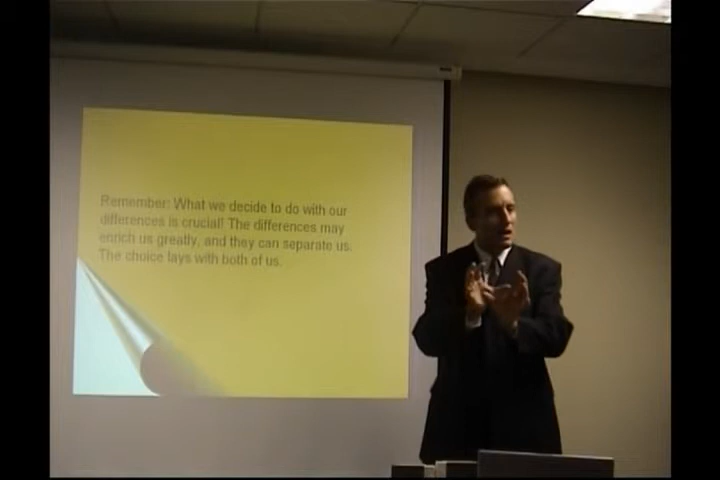 Remember: What we decide to do with our
differences is crucial! The differences may
enrich us greatly, and they can separate us.
The choice lays with both of us.